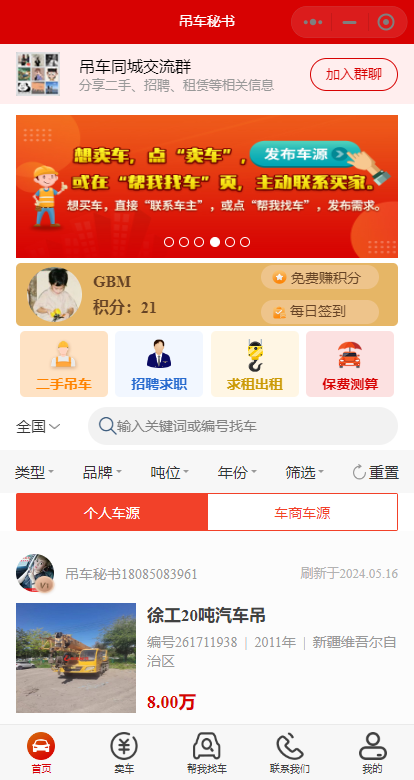 吊车秘书
吊车同城交流群
分享二手、招聘、租赁等相关信息
加入群聊
想卖车，点“卖车”，
发布车源
或在“帮我找车”页，主动联系买家。
想买车，直接“联系车主”，或点“帮我找车”，发布需求。
GBM
积分：21
免费赚积分
每日签到
二手吊车
招聘求职
求租出租
保费测算
全国
输入关键词或编号找车
类型
品牌
吨位
年份
筛选
重置
个人车源
车商车源
V1
吊车秘书18085083961
刷新于2024.05.16
徐工20吨汽车吊
编号261711938 | 2011年 | 新疆维吾尔自治区
8.00万
首页
卖车
帮我找车
联系我们
我的